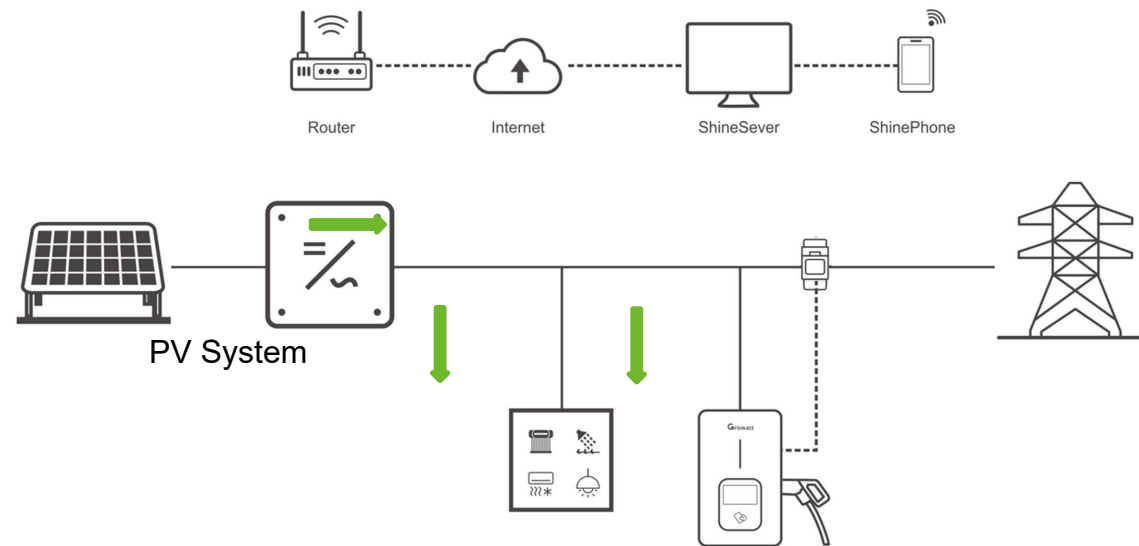 Router
Internet
ShineSever
ShinePhone
PV System
Growatt